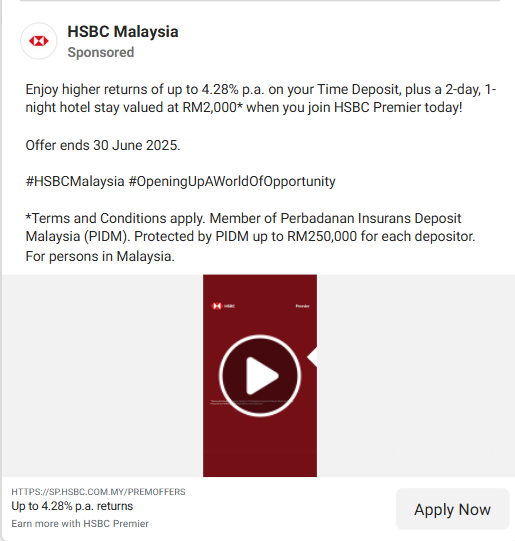 HSBC Malaysia
Sponsored
Enjoy higher returns of up to 4.28% p.a. on your Time Deposit, plus a 2-day, 1-
night hotel stay valued at RM2,000* when you join HSBC Premier today!
Offer ends 30 June 2025.
#HSBCMalaysia #OpeningUpAWorldOfOpportunity
*Terms and Conditions apply. Member of Perbadanan Insurans Deposit
Malaysia (PIDM). Protected by PIDM up to RM250,000 for each depositor.
For persons in Malaysia.
HSBC Premier
HTTPS://SP.HSBC.COM.MY/PREMOFFERS
Up to 4.28% p.a. returns
Earn more with HSBC Premier
Apply Now